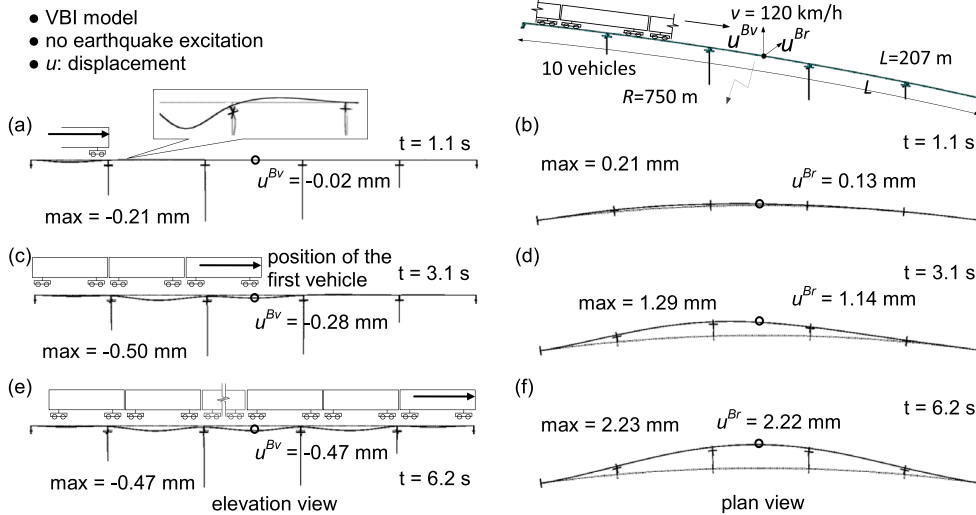 ● VBI model
● no earthquake excitation
● u: displacement
v = 120 km/h
u^Bv
u^Br
10 vehicles
L=207 m
R=750 m
L
(a)
t = 1.1 s
u^Bv = -0.02 mm
max = -0.21 mm
(b)
t = 1.1 s
max = 0.21 mm
u^Br = 0.13 mm
(c)
position of the
first vehicle
t = 3.1 s
u^Bv = -0.28 mm
max = -0.50 mm
(d)
t = 3.1 s
max = 1.29 mm
u^Br = 1.14 mm
(e)
u^Bv = -0.47 mm
max = -0.47 mm
t = 6.2 s
elevation view
(f)
t = 6.2 s
max = 2.23 mm
u^Br = 2.22 mm
plan view